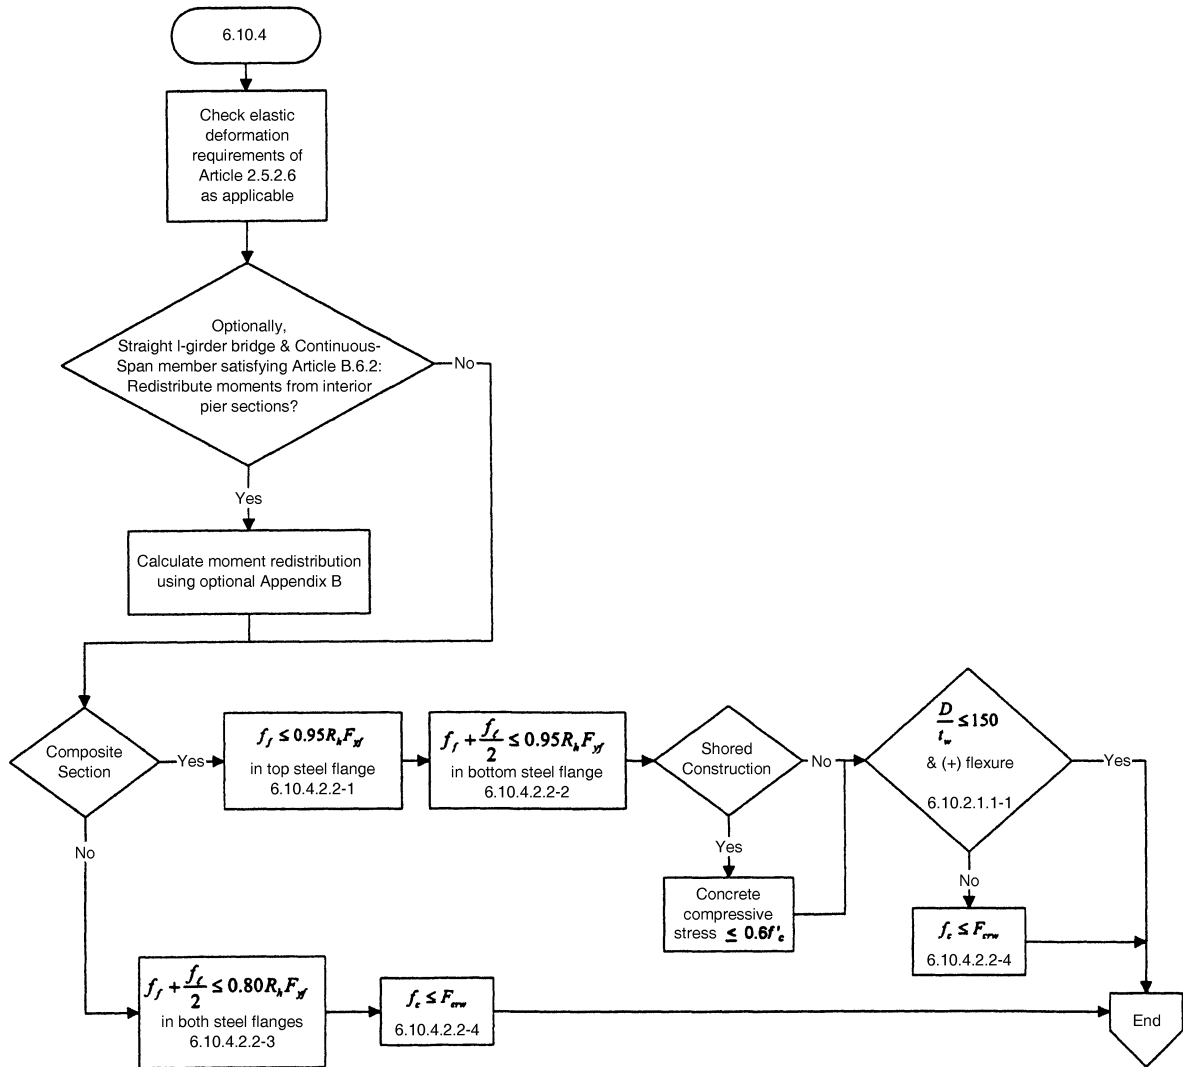 6.10.4
Check elastic
deformation
requirements of
Article 2.5.2.6
as applicable
Optionally,
Straight I-girder bridge & Continuous-
Span member satisfying Article B.6.2:
Redistribute moments from interior
pier sections?
No
Yes
Calculate moment redistribution
using optional Appendix B
Composite
Section
Yes
f_f ≤ 0.95R_hF_yf
in top steel flange
6.10.4.2.2-1
f_f + f_ℓ/2 ≤ 0.95R_hF_yf
in bottom steel flange
6.10.4.2.2-2
Shored
Construction
No
Yes
Concrete
compressive
stress ≤ 0.6f'_c
D/t_w ≤ 150
& (+) flexure
6.10.2.1.1-1
Yes
No
f_c ≤ F_crw
6.10.4.2.2-4
No
f_f + f_ℓ/2 ≤ 0.80R_hF_yf
in both steel flanges
6.10.4.2.2-3
f_c ≤ F_crw
6.10.4.2.2-4
End